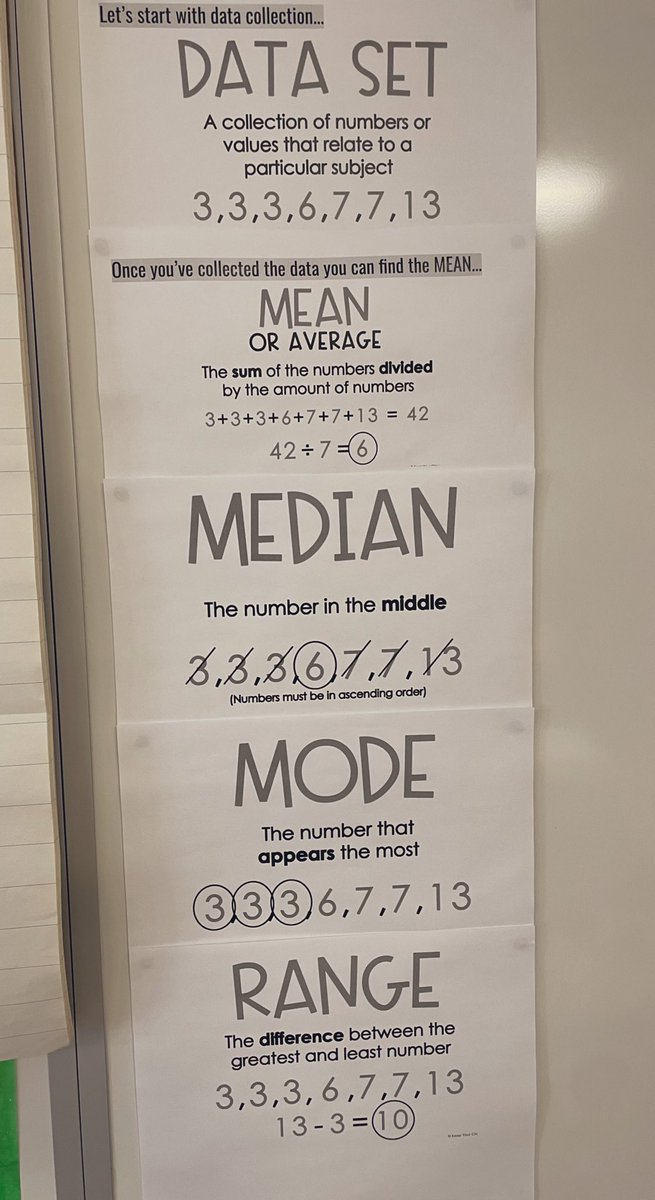 Let's start with data collection...
DATA SET
A collection of numbers or
values that relate to a
particular subject
3,3,3,6,7,7,13
Once you've collected the data you can find the MEAN...
MEAN
OR AVERAGE
The sum of the numbers divided
by the amount of numbers
3+3+3+6+7+7+13 = 42
42÷7=6
MEDIAN
The number in the middle
3,3,3,6,7,7,13
(Numbers must be in ascending order)
MODE
The number that
appears the most
3,3,3,6,7,7,13
RANGE
The difference between the
greatest and least number
3,3,3,6,7,7,13
13-3=10